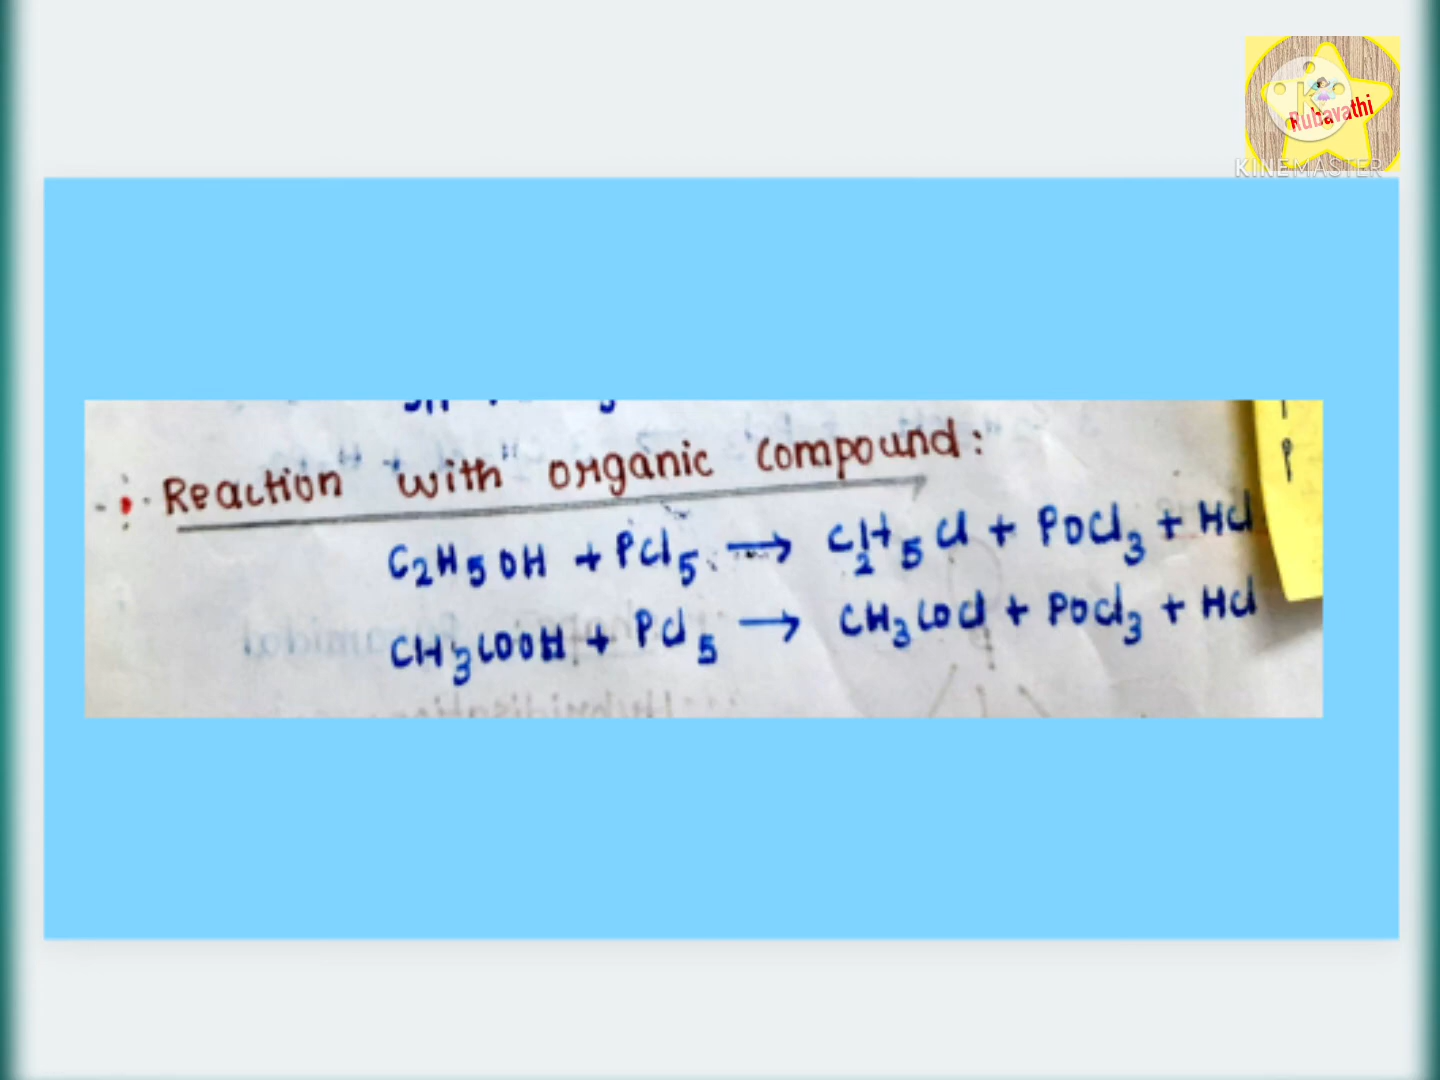 Rubavathi
KINEMASTER
Reaction "with" organic compound:
C₂H₅OH + PCl₅ → C₂H₅Cl + POCl₃ + HCl
CH₃COOH + PCl₅ → CH₃COCl + POCl₃ + HCl